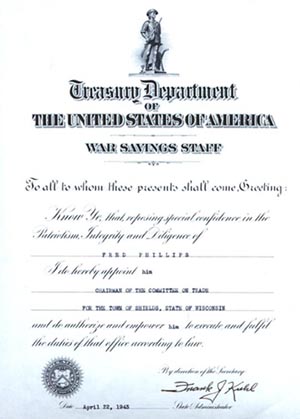 Treasury Department
OF
THE UNITED STATES OF AMERICA
WAR SAVINGS STAFF
To all to whom these presents shall come, Greeting:
Know Ye, that, reposing special confidence in the
Patriotism, Integrity and Diligence of
FRED PHILLIPS
I do hereby appoint him
CHAIRMAN OF THE COMMITTEE ON TRADE
FOR THE TOWN OF SHIELDS, STATE OF WISCONSIN
and do authorize and empower him to execute and fulfil
the duties of that office according to law.
By direction of the Secretary
Frank J. Kuhl
State Administrator
Date April 22, 1943